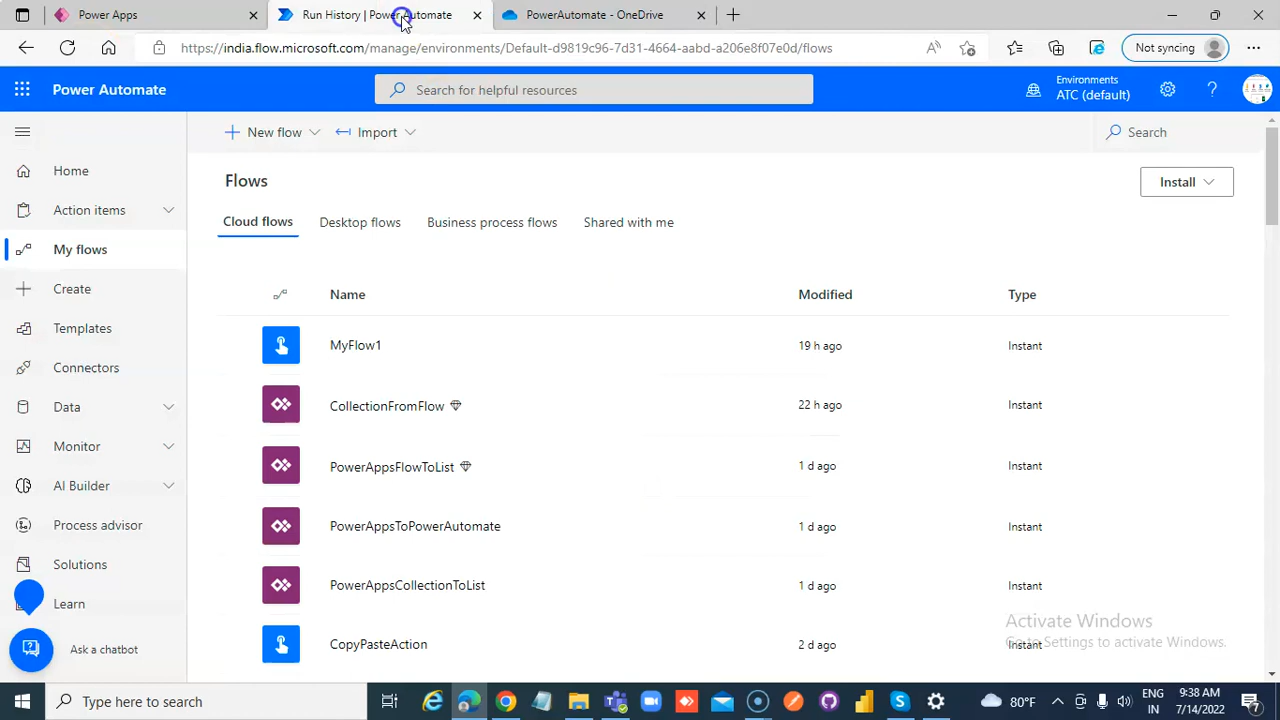 Power Apps
Run History | Power Automate
PowerAutomate - OneDrive
https://india.flow.microsoft.com/manage/environments/Default-d9819c96-7d31-4664-aabd-a206e8f07e0d/flows
Not syncing
Power Automate
Search for helpful resources
Environments
ATC (default)
New flow
Import
Search
Home
Action items
My flows
Create
Templates
Connectors
Data
Monitor
AI Builder
Process advisor
Solutions
Learn
Ask a chatbot
Flows
Install
Cloud flows Desktop flows Business process flows Shared with me
Name Modified Type
MyFlow1 19 h ago Instant
CollectionFromFlow 22 h ago Instant
PowerAppsFlowToList 1 d ago Instant
PowerAppsToPowerAutomate 1 d ago Instant
PowerAppsCollectionToList 1 d ago Instant
CopyPasteAction 2 d ago Instant
Activate Windows
Go to Settings to activate Windows.
Type here to search
80°F
ENG
IN
9:38 AM
7/14/2022
7